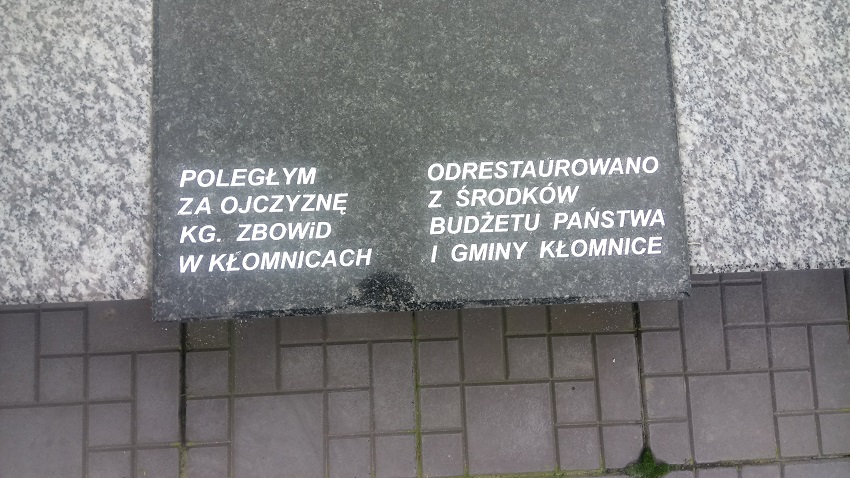 POLEGŁYM
ZA OJCZYZNĘ
KG. ZBOWiD
W KŁOMNICACH
ODRESTAUROWANO
Z ŚRODKÓW
BUDŻETU PAŃSTWA
I GMINY KŁOMNICE